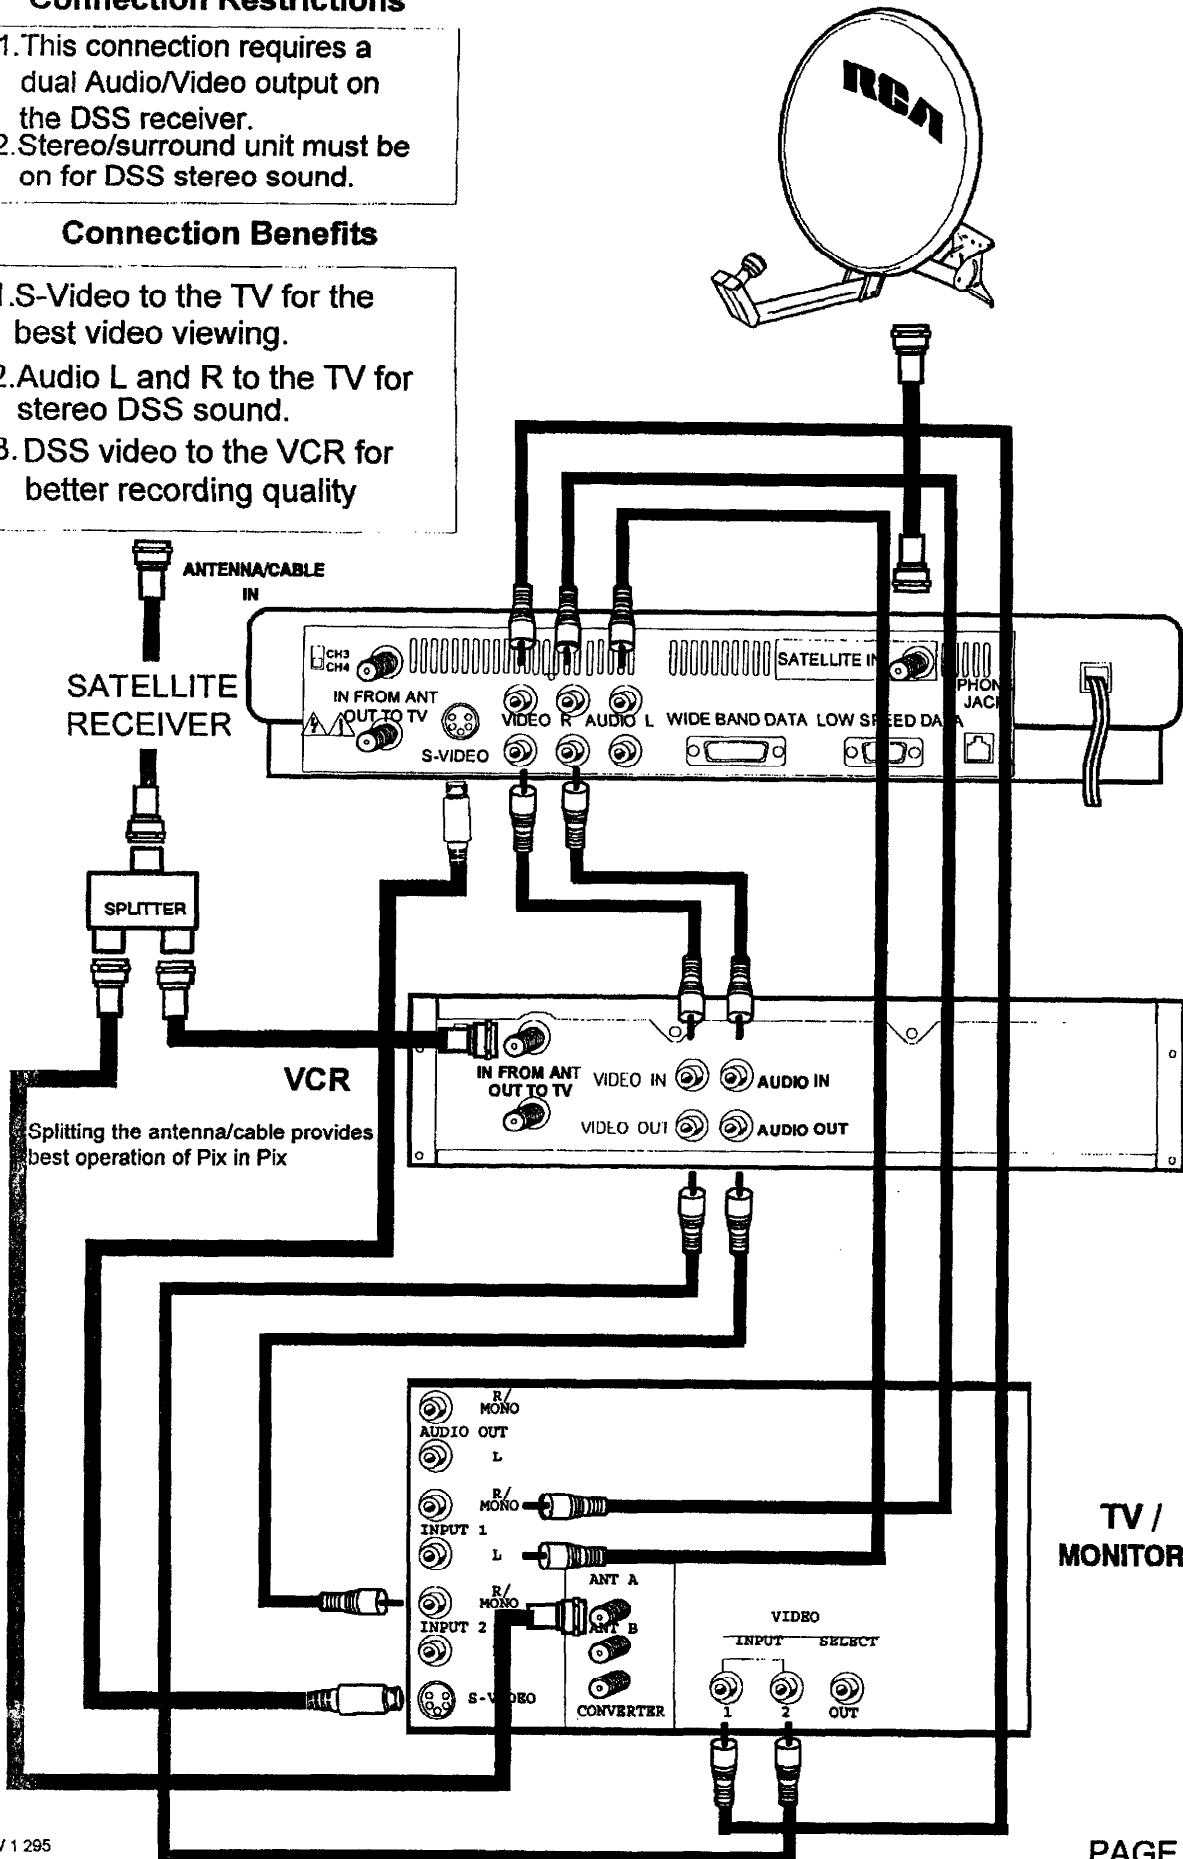 Connection Restrictions
1.This connection requires a
dual Audio/Video output on
the DSS receiver.
2.Stereo/surround unit must be
on for DSS stereo sound.
Connection Benefits
1.S-Video to the TV for the
best video viewing.
2.Audio L and R to the TV for
stereo DSS sound.
3.DSS video to the VCR for
better recording quality
RCA
ANTENNA/CABLE
IN
SATELLITE
RECEIVER
CH3
CH4
IN FROM ANT
OUT TO TV
S-VIDEO
VIDEO R AUDIO L
WIDE BAND DATA
LOW SPEED DATA
SATELLITE IN
PHONE
JACK
SPLITTER
VCR
IN FROM ANT
OUT TO TV
VIDEO IN
AUDIO IN
VIDEO OUT
AUDIO OUT
Splitting the antenna/cable provides
best operation of Pix in Pix
R/
MONO
AUDIO OUT
L
R/
MONO
INPUT 1
L
R/
MONO
INPUT 2
S-VIDEO
ANT A
ANT B
CONVERTER
VIDEO
INPUT
SELECT
1
2
OUT
TV /
MONITOR
1 295
PAGE